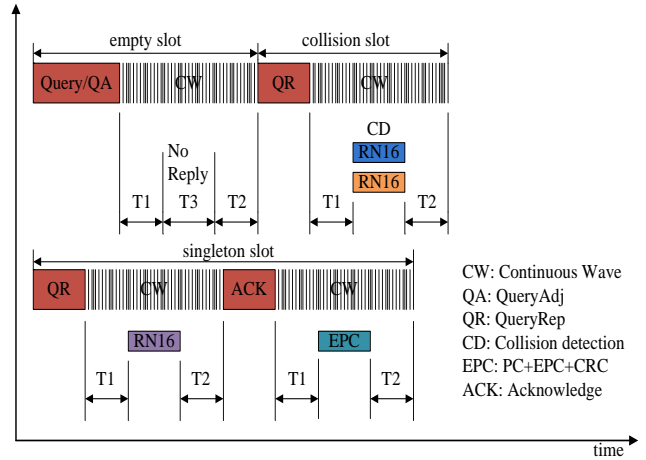 empty slot
collision slot
Query/QA
CW
QR
CW
CD
RN16
RN16
No
Reply
T1
T3
T2
T1
T2
singleton slot
QR
CW
ACK
CW
RN16
EPC
T1
T2
T1
T2
CW: Continuous Wave
QA: QueryAdj
QR: QueryRep
CD: Collision detection
EPC: PC+EPC+CRC
ACK: Acknowledge
time